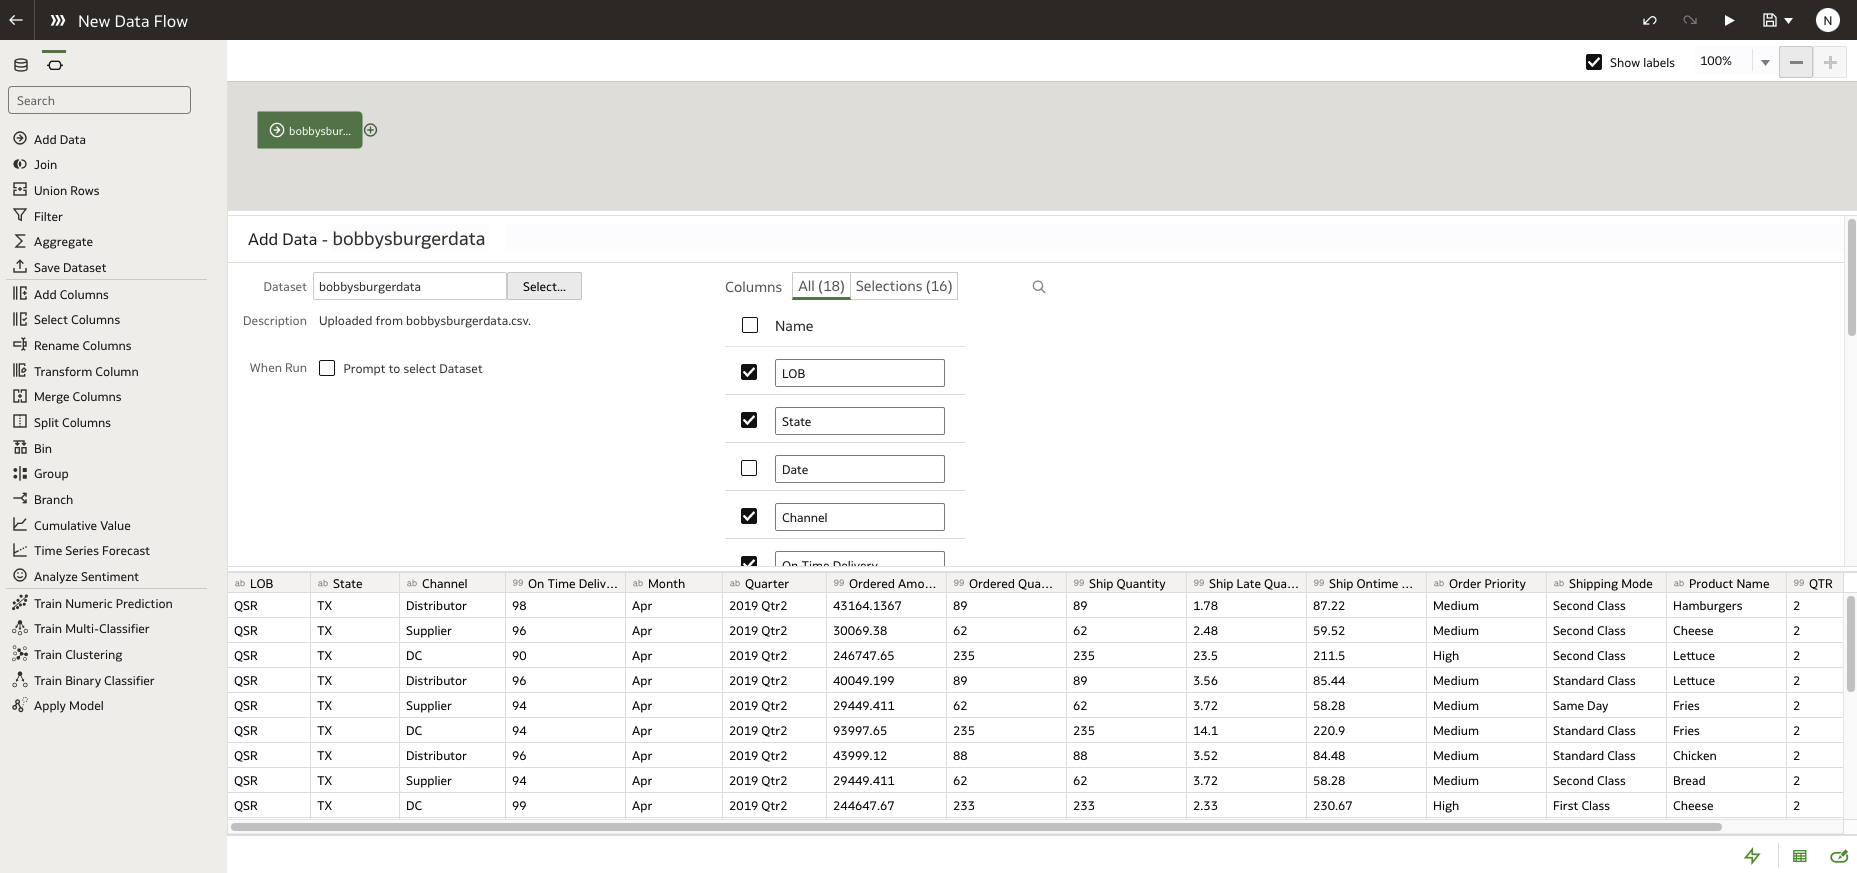 New Data Flow
N
Show labels
100%
Search
Add Data
Join
Union Rows
Filter
Aggregate
Save Dataset
Add Columns
Select Columns
Rename Columns
Transform Column
Merge Columns
Split Columns
Bin
Group
Branch
Cumulative Value
Time Series Forecast
Analyze Sentiment
Train Numeric Prediction
Train Multi-Classifier
Train Clustering
Train Binary Classifier
Apply Model
bobbysbur...
Add Data - bobbysburgerdata
Dataset bobbysburgerdata Select...
Description Uploaded from bobbysburgerdata.csv.
When Run Prompt to select Dataset
Columns All (18) Selections (16)
Name
LOB
State
Date
Channel
On Time Delivery
ab LOB ab State ab Channel 99 On Time Deliv... ab Month ab Quarter 99 Ordered Amo... 99 Ordered Qua... 99 Ship Quantity 99 Ship Late Qua... 99 Ship Ontime ... ab Order Priority ab Shipping Mode ab Product Name 99 QTR
QSR TX Distributor 98 Apr 2019 Qtr2 43164.1367 89 89 1.78 87.22 Medium Second Class Hamburgers 2
QSR TX Supplier 96 Apr 2019 Qtr2 30069.38 62 62 2.48 59.52 Medium Second Class Cheese 2
QSR TX DC 90 Apr 2019 Qtr2 246747.65 235 235 23.5 211.5 High Second Class Lettuce 2
QSR TX Distributor 96 Apr 2019 Qtr2 40049.199 89 89 3.56 85.44 Medium Standard Class Lettuce 2
QSR TX Supplier 94 Apr 2019 Qtr2 29449.411 62 62 3.72 58.28 Medium Same Day Fries 2
QSR TX DC 94 Apr 2019 Qtr2 93997.65 235 235 14.1 220.9 Medium Standard Class Fries 2
QSR TX Distributor 96 Apr 2019 Qtr2 43999.12 88 88 3.52 84.48 Medium Standard Class Chicken 2
QSR TX Supplier 94 Apr 2019 Qtr2 29449.411 62 62 3.72 58.28 Medium Second Class Bread 2
QSR TX DC 99 Apr 2019 Qtr2 244647.67 233 233 2.33 230.67 High First Class Cheese 2